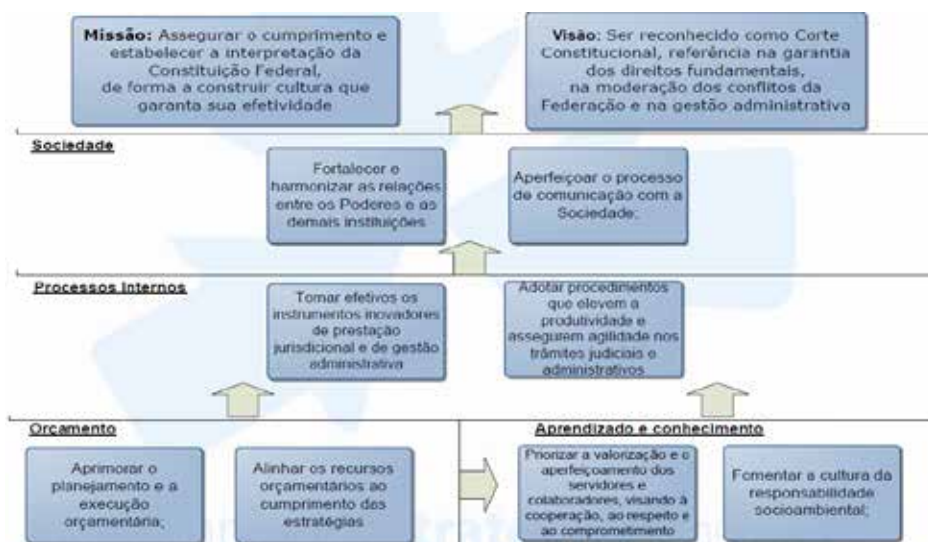 Missão: Assegurar o cumprimento e
estabelecer a interpretação da
Constituição Federal,
de forma a construir cultura que
garanta sua efetividade
Visão: Ser reconhecido como Corte
Constitucional, referência na garantia
dos direitos fundamentais,
na moderação dos conflitos da
Federação e na gestão administrativa
Sociedade
Fortalecer e
harmonizar as relações
entre os Poderes e as
demais instituições
Aperfeiçoar o processo
de comunicação com a
Sociedade;
Processos Internos
Tornar efetivos os
instrumentos inovadores
de prestação
jurisdicional e de gestão
administrativa
Adotar procedimentos
que elevem a
produtividade e
assegurem agilidade nos
trâmites judiciais e
administrativos
Orçamento
Aprimorar o
planejamento e a
execução
orçamentária;
Alinhar os recursos
orçamentários ao
cumprimento das
estratégias
Aprendizado e conhecimento
Priorizar a valorização e o
aperfeiçoamento dos
servidores e
colaboradores, visando à
cooperação, ao respeito e
ao comprometimento
Fomentar a cultura da
responsabilidade
socioambiental;